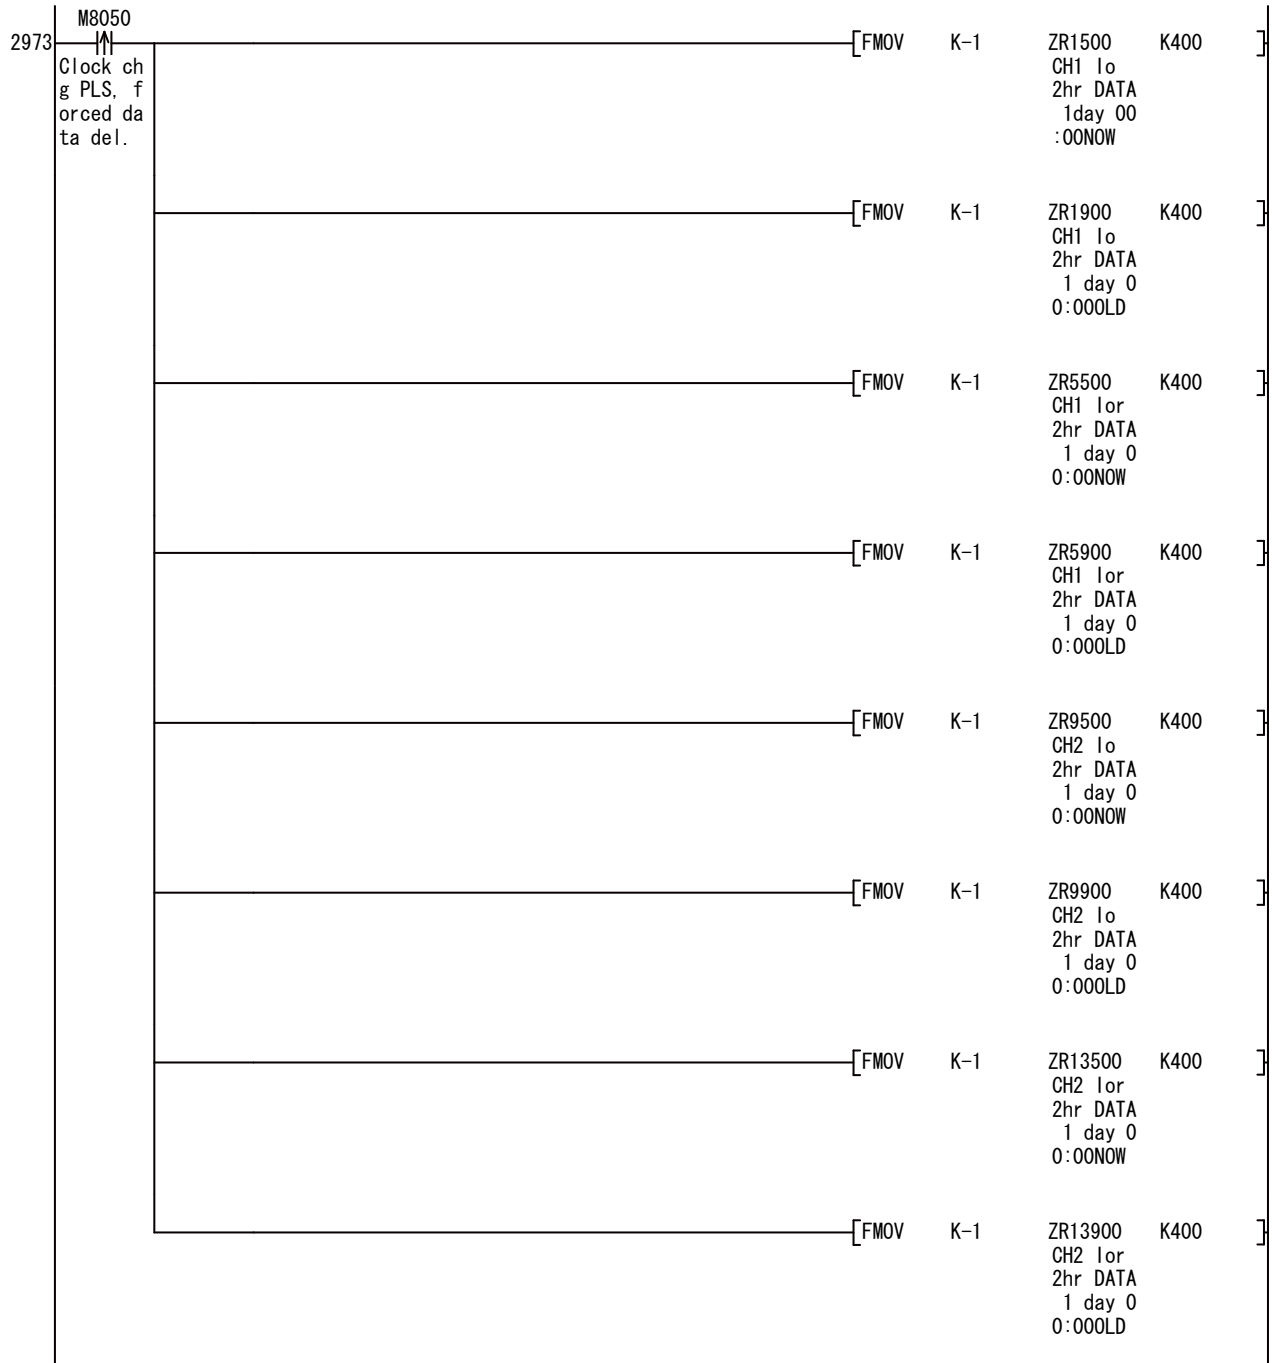 M8050
2973 [FMOV K-1 ZR1500 K400 ]
Clock ch
g PLS, f
orced da
ta del.
CH1 Io
2hr DATA
1day 00
:00NOW
[FMOV K-1 ZR1900 K400 ]
CH1 Io
2hr DATA
1 day 0
0:00OLD
[FMOV K-1 ZR5500 K400 ]
CH1 Ior
2hr DATA
1 day 0
0:00NOW
[FMOV K-1 ZR5900 K400 ]
CH1 Ior
2hr DATA
1 day 0
0:00OLD
[FMOV K-1 ZR9500 K400 ]
CH2 Io
2hr DATA
1 day 0
0:00NOW
[FMOV K-1 ZR9900 K400 ]
CH2 Io
2hr DATA
1 day 0
0:00OLD
[FMOV K-1 ZR13500 K400 ]
CH2 Ior
2hr DATA
1 day 0
0:00NOW
[FMOV K-1 ZR13900 K400 ]
CH2 Ior
2hr DATA
1 day 0
0:00OLD